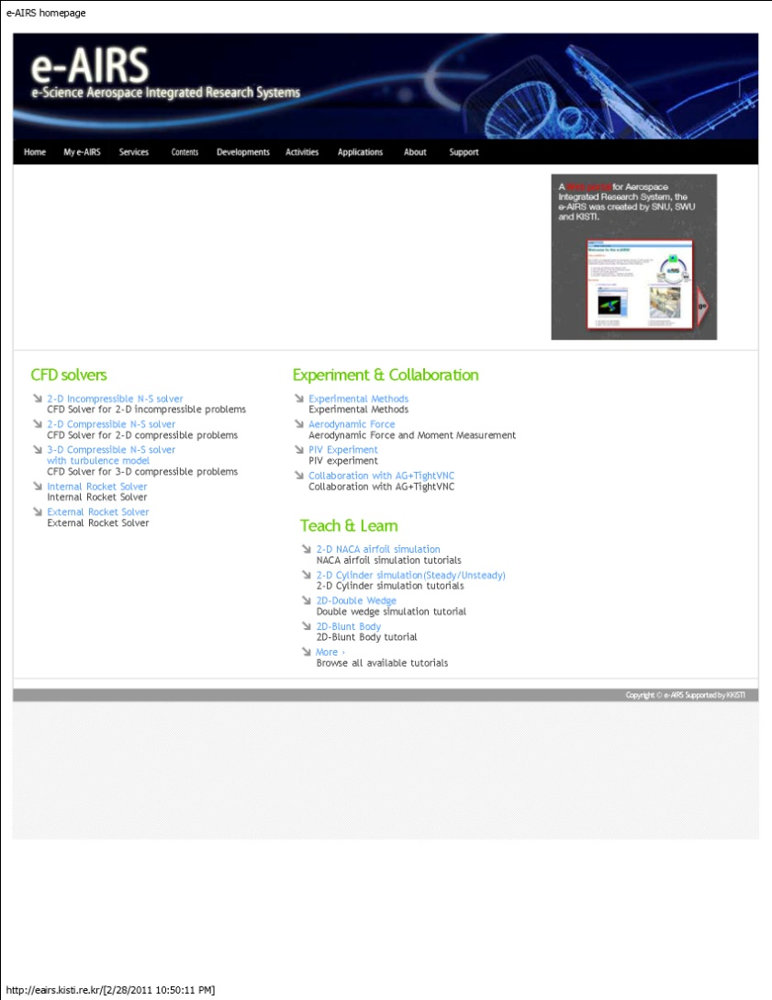 e-AIRS homepage
e-AIRS
e-Science Aerospace Integrated Research Systems
Home My e-AIRS Services Contents Developments Activities Applications About Support
A Web portal for Aerospace
Integrated Research System, the
e-AIRS was created by SNU, SWU
and KISTI.
CFD solvers
2-D Incompressible N-S solver
CFD Solver for 2-D incompressible problems
2-D Compressible N-S solver
CFD Solver for 2-D compressible problems
3-D Compressible N-S solver
with turbulence model
CFD Solver for 3-D compressible problems
Internal Rocket Solver
Internal Rocket Solver
External Rocket Solver
External Rocket Solver
Experiment & Collaboration
Experimental Methods
Experimental Methods
Aerodynamic Force
Aerodynamic Force and Moment Measurement
PIV Experiment
PIV experiment
Collaboration with AG+TightVNC
Collaboration with AG+TightVNC
Teach & Learn
2-D NACA airfoil simulation
NACA airfoil simulation tutorials
2-D Cylinder simulation(Steady/Unsteady)
2-D Cylinder simulation tutorials
2D-Double Wedge
Double wedge simulation tutorial
2D-Blunt Body
2D-Blunt Body tutorial
More ›
Browse all available tutorials
Copyright © e-AIRS Supported by KKISTI
http://eairs.kisti.re.kr/[2/28/2011 10:50:11 PM]